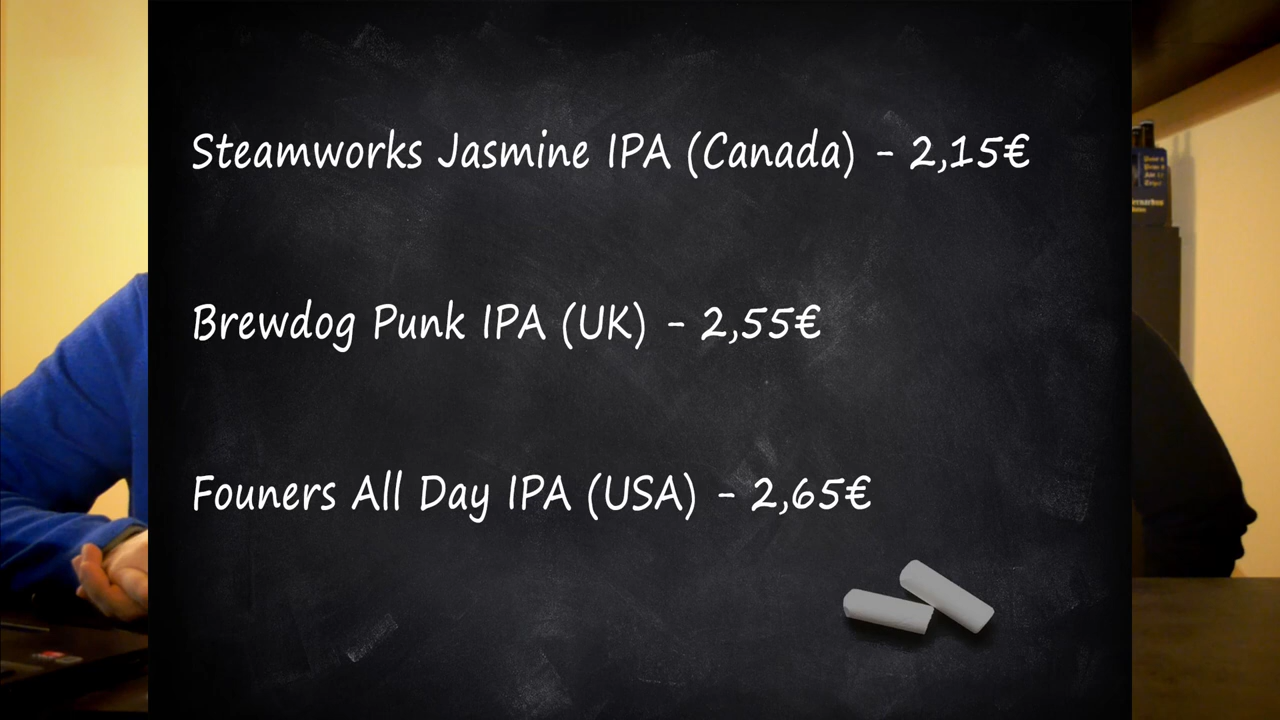 Steamworks Jasmine IPA (Canada) - 2,15€
Brewdog Punk IPA (UK) - 2,55€
Founers All Day IPA (USA) - 2,65€